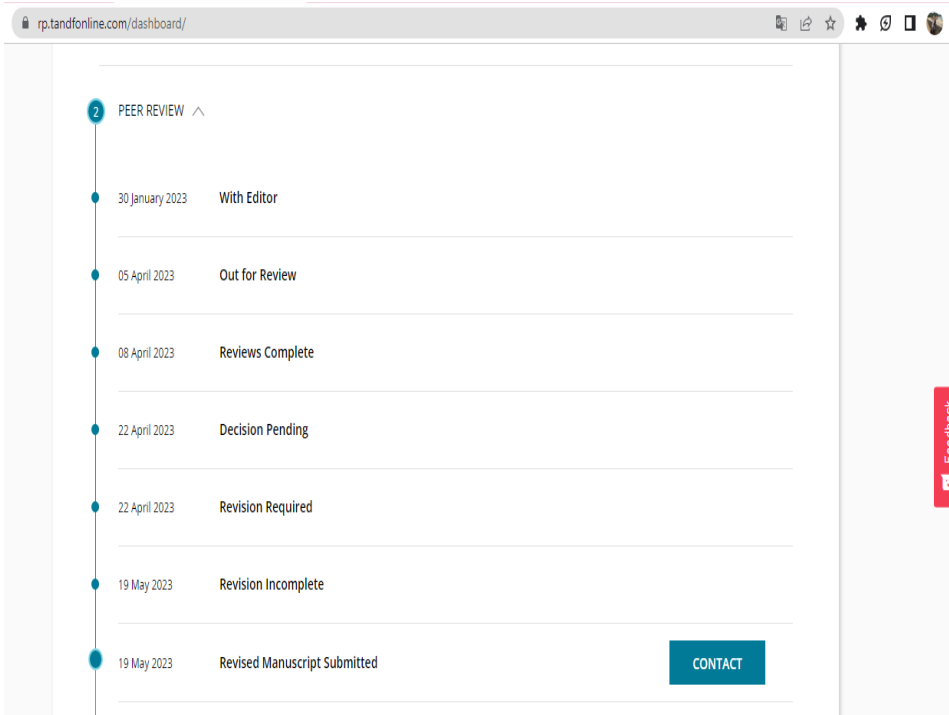 rp.tandfonline.com/dashboard/
2 PEER REVIEW
30 January 2023 With Editor
05 April 2023 Out for Review
08 April 2023 Reviews Complete
22 April 2023 Decision Pending
22 April 2023 Revision Required
19 May 2023 Revision Incomplete
19 May 2023 Revised Manuscript Submitted CONTACT
Feedback